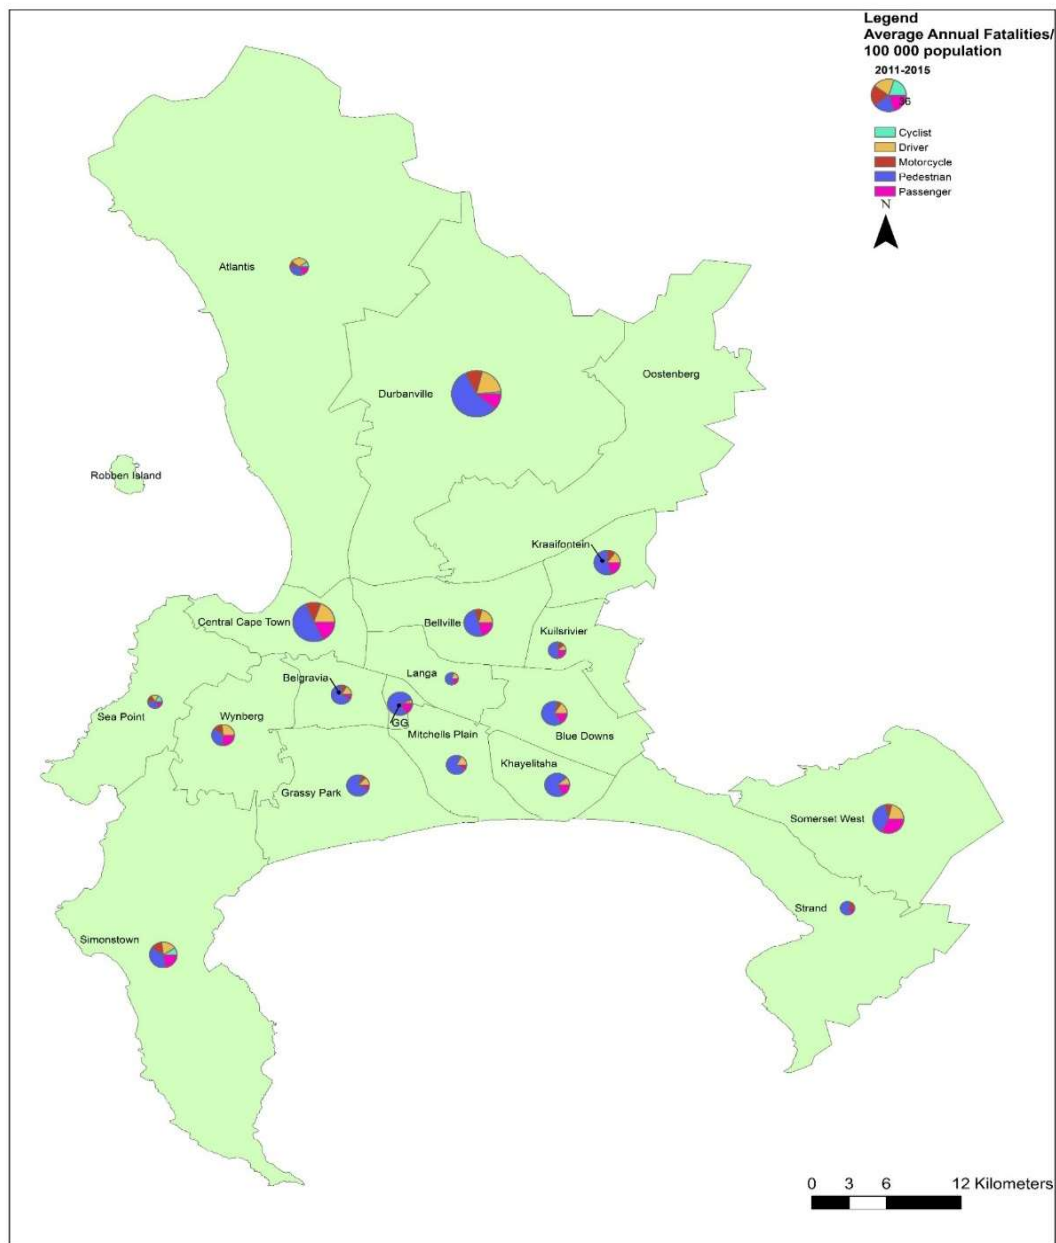 Legend
Average Annual Fatalities/
100 000 population
2011-2015
36
Cyclist
Driver
Motorcycle
Pedestrian
Passenger
N
Atlantis
Oostenberg
Durbanville
Robben Island
Kraaifontein
Central Cape Town
Bellville
Kuilsrivier
Langa
Belgravia
Sea Point
Wynberg
GG
Mitchells Plain
Blue Downs
Khayelitaha
Grassy Park
Somerset West
Strand
Simonstown
0 3 6 12 Kilometers